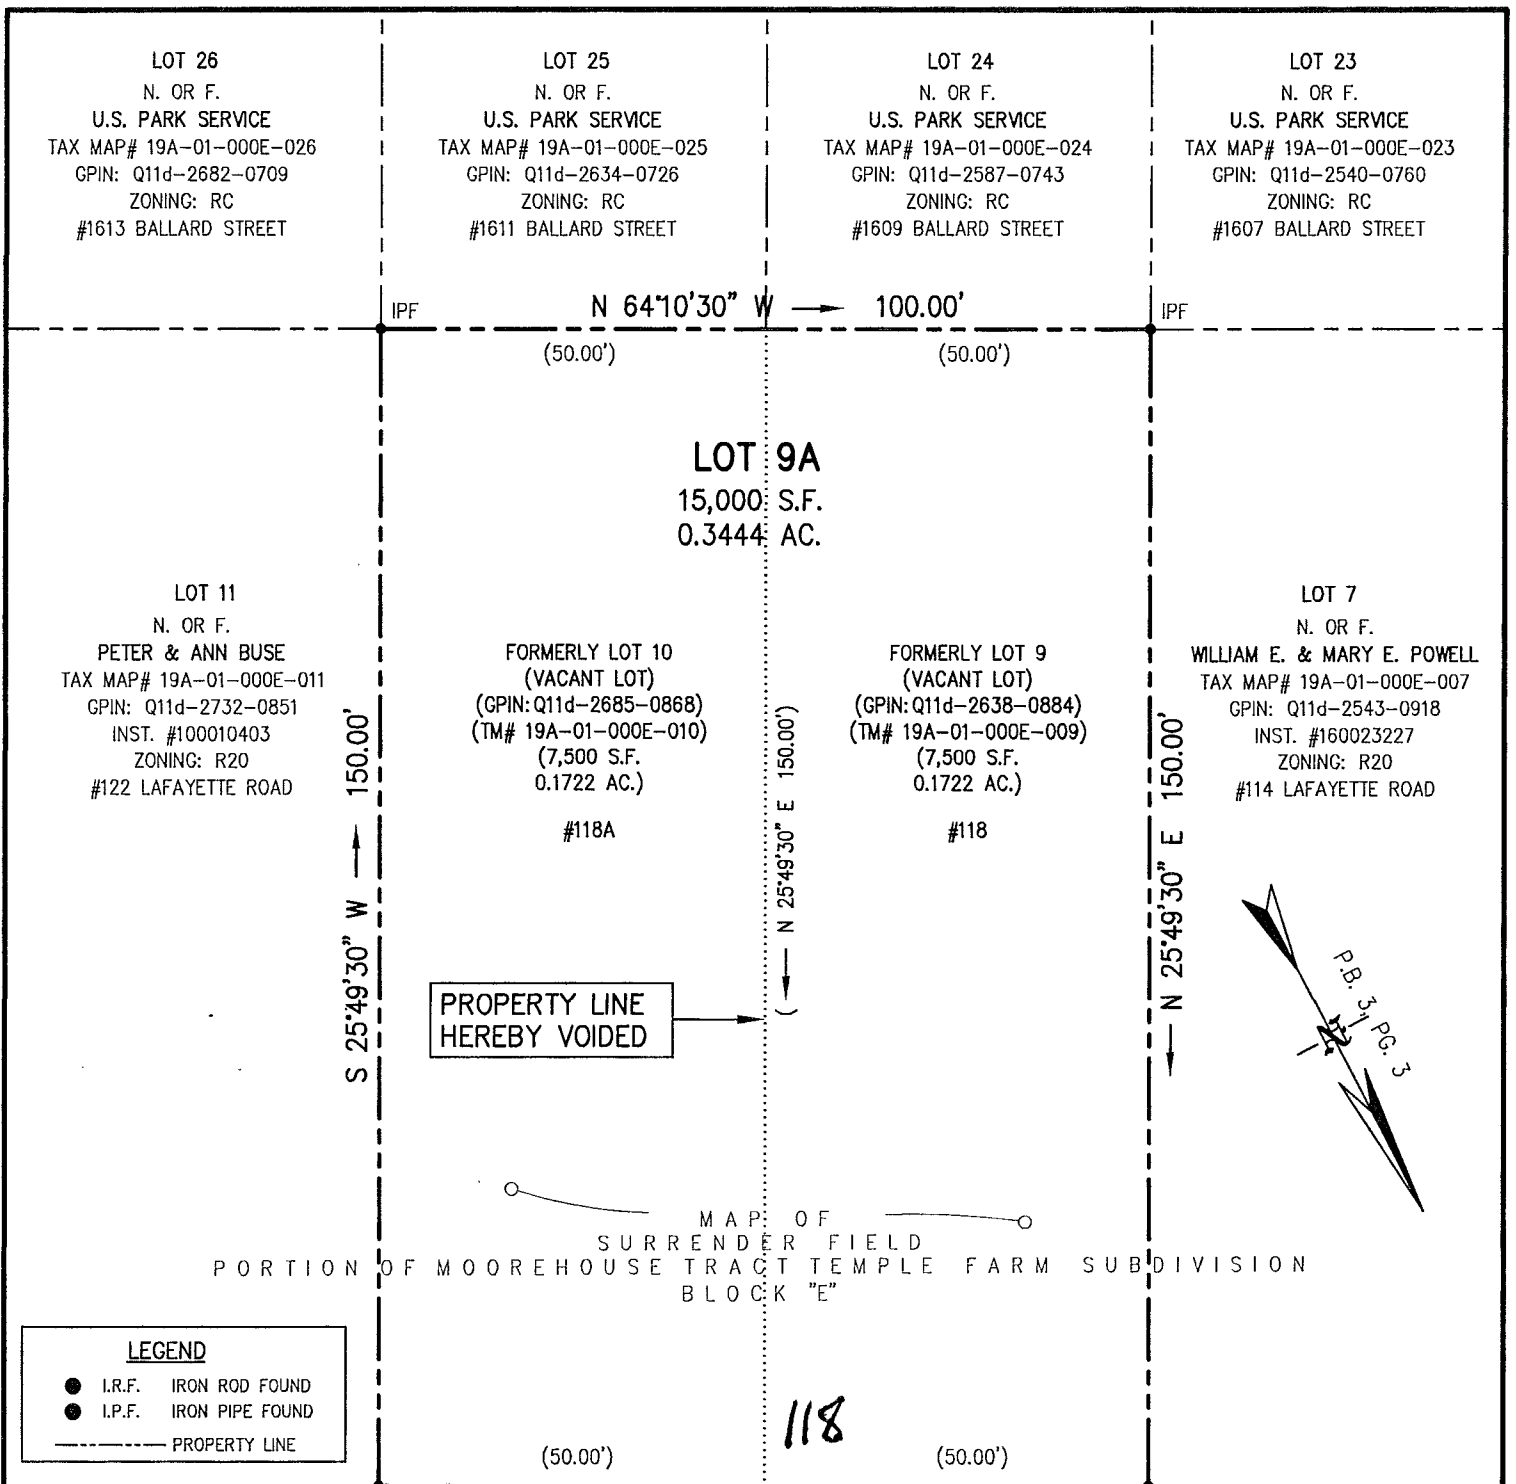 LOT 26
N. OR F.
U.S. PARK SERVICE
TAX MAP# 19A-01-000E-026
GPIN: Q11d-2682-0709
ZONING: RC
#1613 BALLARD STREET
LOT 25
N. OR F.
U.S. PARK SERVICE
TAX MAP# 19A-01-000E-025
GPIN: Q11d-2634-0726
ZONING: RC
#1611 BALLARD STREET
LOT 24
N. OR F.
U.S. PARK SERVICE
TAX MAP# 19A-01-000E-024
GPIN: Q11d-2587-0743
ZONING: RC
#1609 BALLARD STREET
LOT 23
N. OR F.
U.S. PARK SERVICE
TAX MAP# 19A-01-000E-023
GPIN: Q11d-2540-0760
ZONING: RC
#1607 BALLARD STREET
IPF
N 64°10'30" W → 100.00'
IPF
(50.00')
(50.00')
LOT 9A
15,000 S.F.
0.3444 AC.
LOT 11
N. OR F.
PETER & ANN BUSE
TAX MAP# 19A-01-000E-011
GPIN: Q11d-2732-0851
INST. #100010403
ZONING: R20
#122 LAFAYETTE ROAD
S 25°49'30" W → 150.00'
FORMERLY LOT 10
(VACANT LOT)
(GPIN: Q11d-2685-0868)
(TM# 19A-01-000E-010)
(7,500 S.F.
0.1722 AC.)
#118A
(← N 25°49'30" E 150.00')
FORMERLY LOT 9
(VACANT LOT)
(GPIN: Q11d-2638-0884)
(TM# 19A-01-000E-009)
(7,500 S.F.
0.1722 AC.)
#118
← N 25°49'30" E 150.00'
LOT 7
N. OR F.
WILLIAM E. & MARY E. POWELL
TAX MAP# 19A-01-000E-007
GPIN: Q11d-2543-0918
INST. #160023227
ZONING: R20
#114 LAFAYETTE ROAD
PROPERTY LINE
HEREBY VOIDED
P.B. 3, PG. 3
N
MAP OF
SURRENDER FIELD
PORTION OF MOOREHOUSE TRACT TEMPLE FARM SUBDIVISION
BLOCK "E"
LEGEND
I.R.F. IRON ROD FOUND
I.P.F. IRON PIPE FOUND
PROPERTY LINE
118
(50.00')
(50.00')